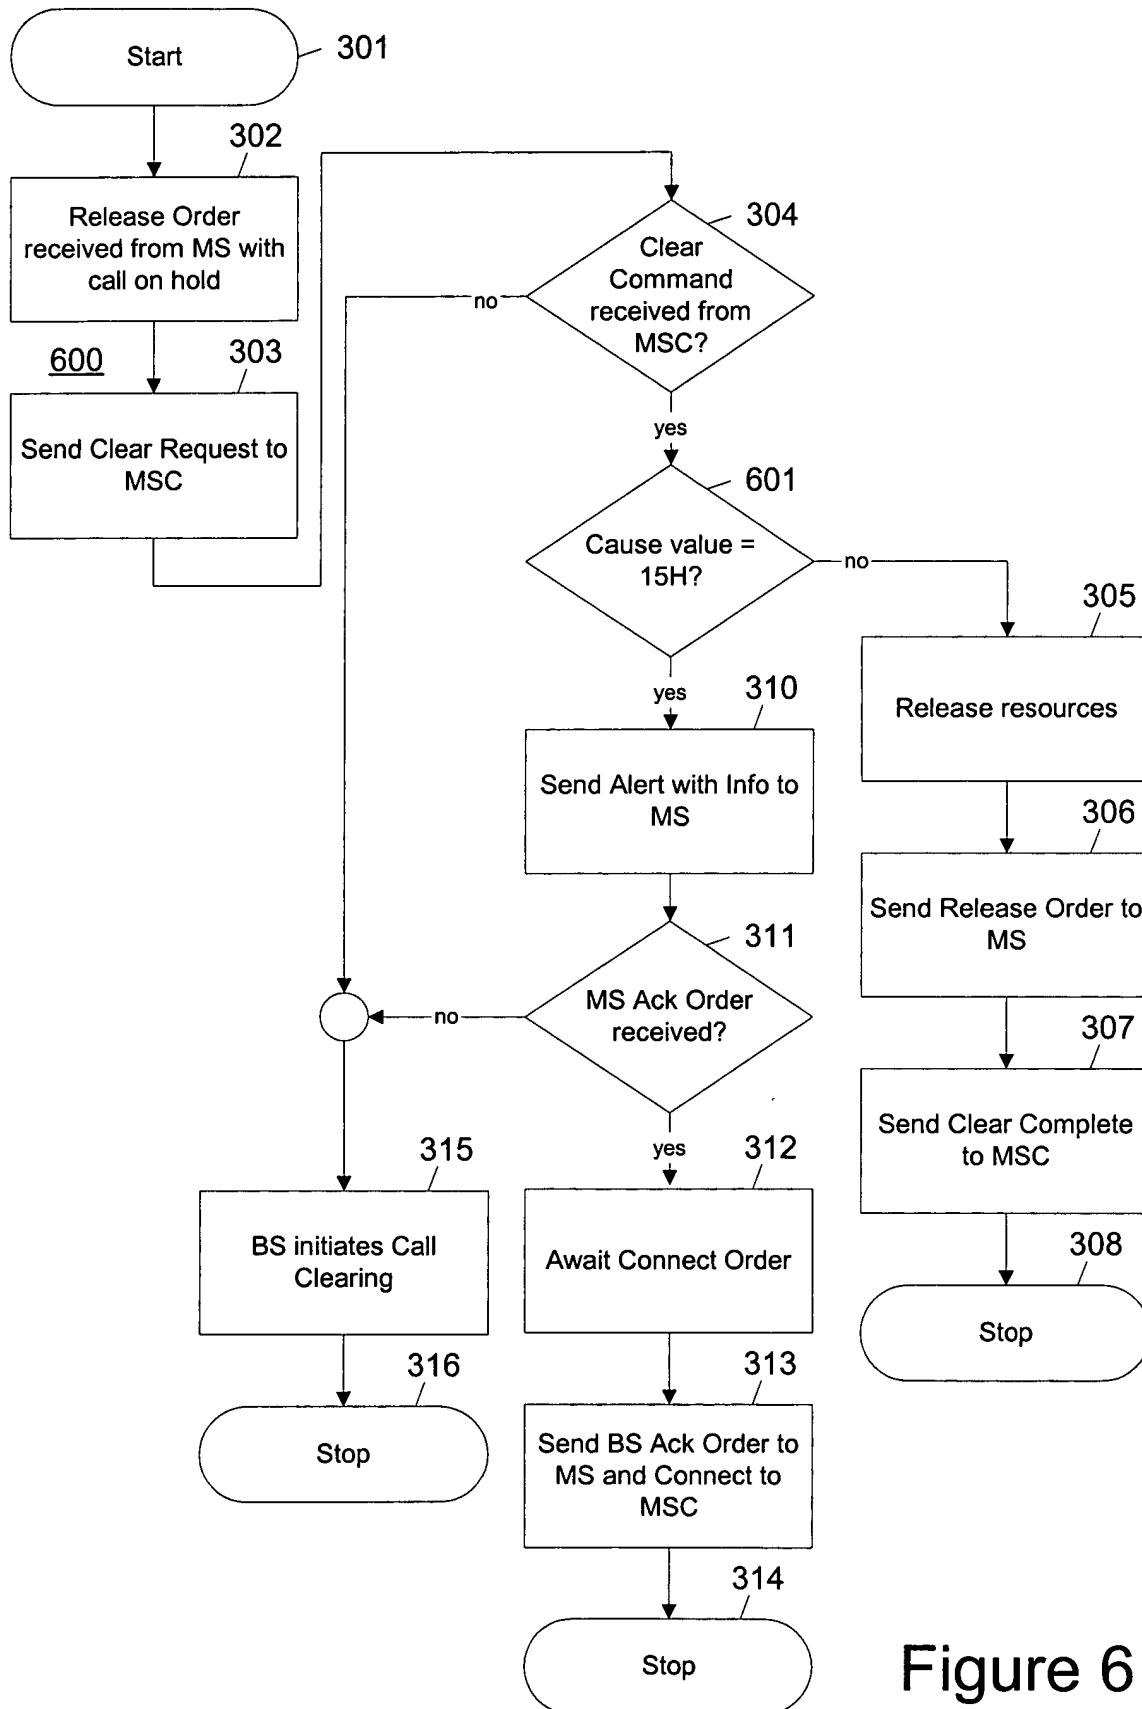 Start
301
302
Release Order
received from MS with
call on hold
600
303
Send Clear Request to
MSC
304
Clear
Command
received from
MSC?
no
yes
601
Cause value =
15H?
no
yes
305
Release resources
310
Send Alert with Info to
MS
306
Send Release Order to
MS
311
MS Ack Order
received?
no
yes
307
Send Clear Complete
to MSC
315
BS initiates Call
Clearing
312
Await Connect Order
308
Stop
316
Stop
313
Send BS Ack Order to
MS and Connect to
MSC
314
Stop
Figure 6